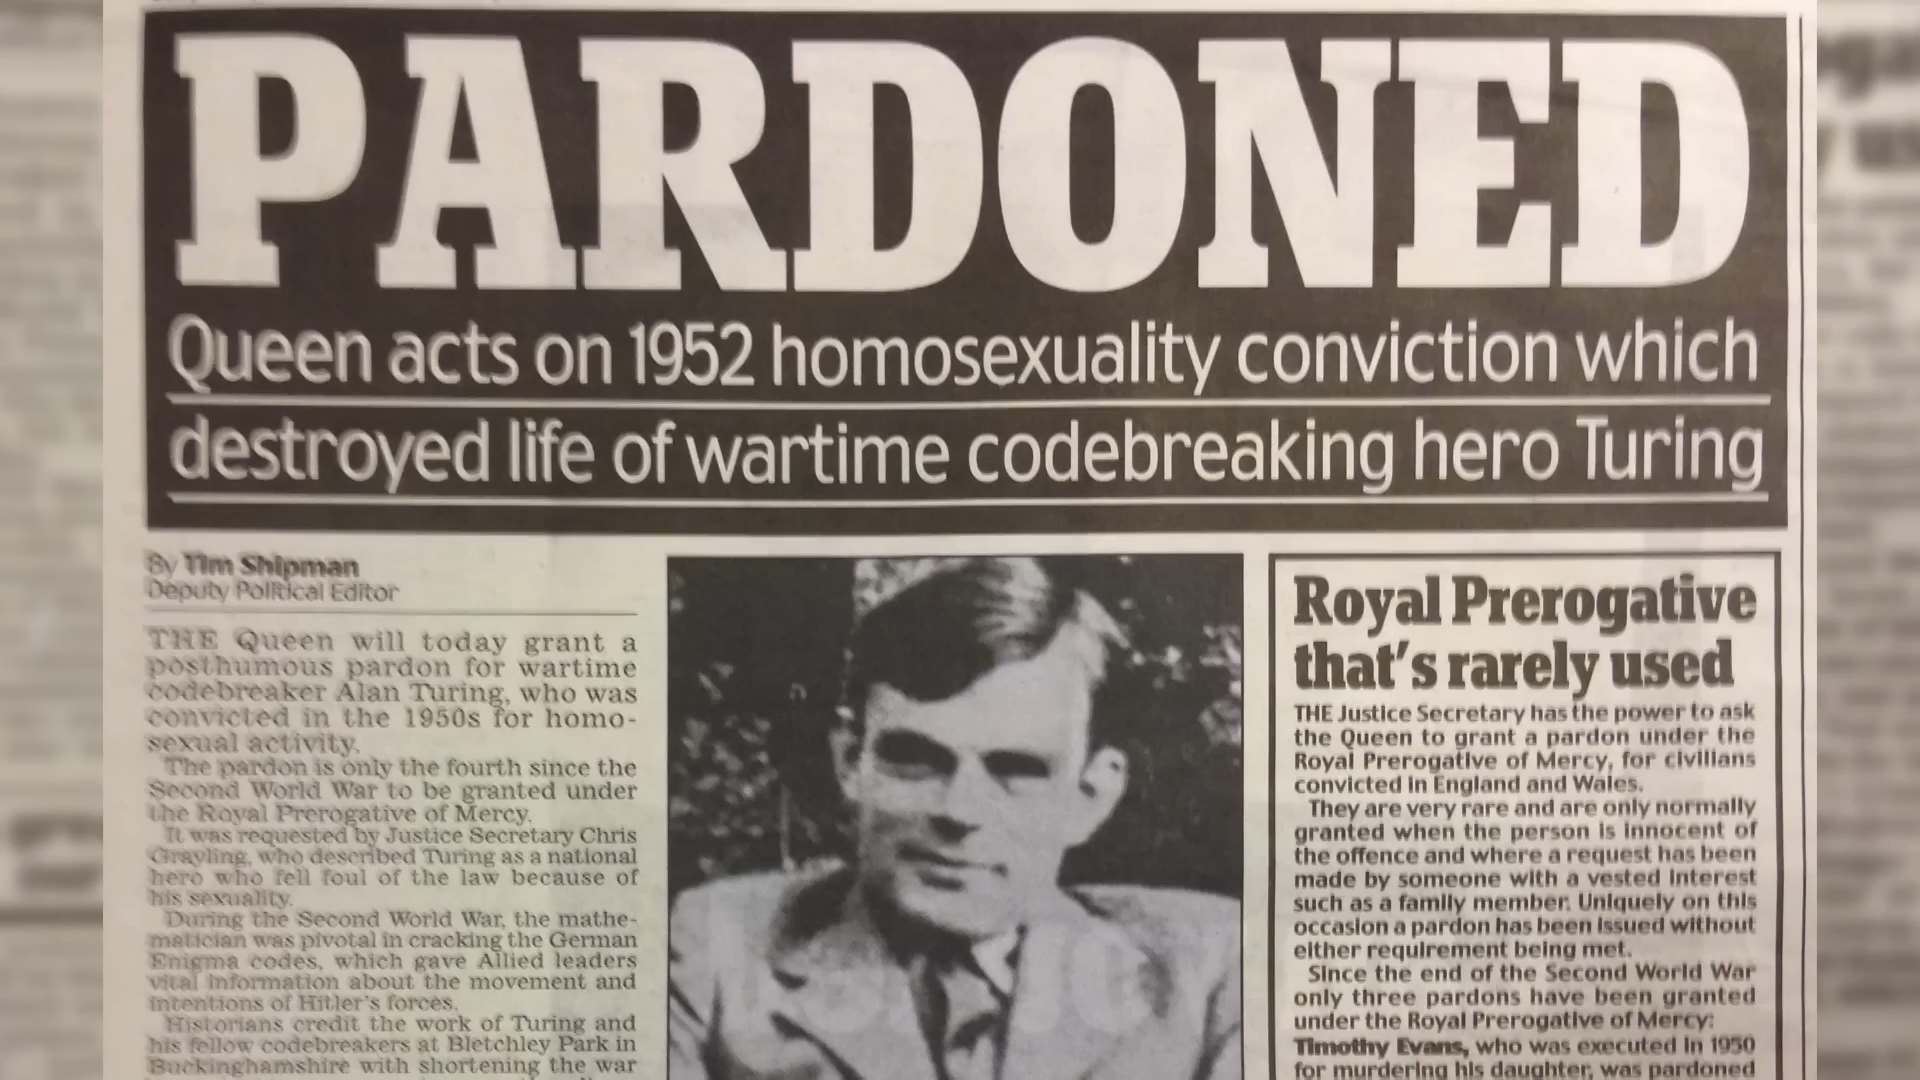 PARDONED
Queen acts on 1952 homosexuality conviction which
destroyed life of wartime codebreaking hero Turing
By Tim Shipman
Deputy Political Editor
THE Queen will today grant a
posthumous pardon for wartime
codebreaker Alan Turing, who was
convicted in the 1950s for homo-
sexual activity.
The pardon is only the fourth since the
Second World War to be granted under
the Royal Prerogative of Mercy.
It was requested by Justice Secretary Chris
Grayling, who described Turing as a national
hero who fell foul of the law because of
his sexuality.
During the Second World War, the mathe-
matician was pivotal in cracking the German
Enigma codes, which gave Allied leaders
vital information about the movement and
intentions of Hitler's forces.
Historians credit the work of Turing and
his fellow codebreakers at Bletchley Park in
Buckinghamshire with shortening the war
Royal Prerogative
that's rarely used
THE Justice Secretary has the power to ask
the Queen to grant a pardon under the
Royal Prerogative of Mercy, for civilians
convicted in England and Wales.
They are very rare and are only normally
granted when the person is innocent of
the offence and where a request has been
made by someone with a vested interest
such as a family member. Uniquely on this
occasion a pardon has been issued without
either requirement being met.
Since the end of the Second World War
only three pardons have been granted
under the Royal Prerogative of Mercy:
Timothy Evans, who was executed in 1950
for murdering his daughter, was pardoned